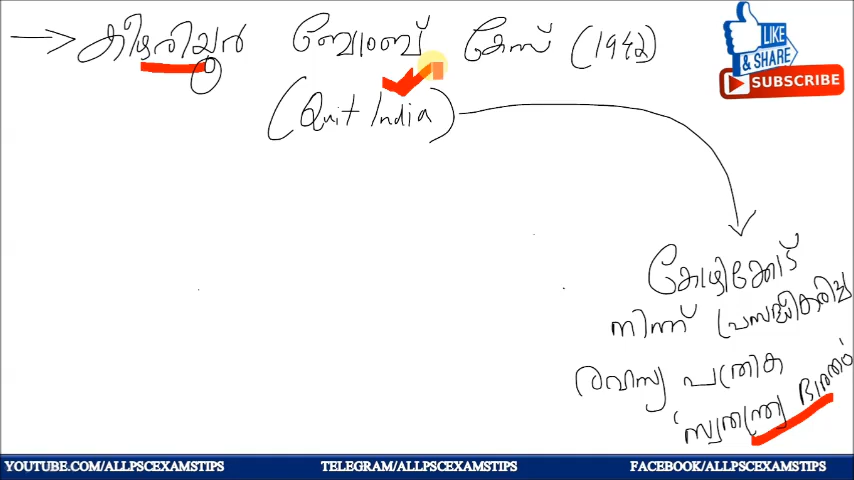 കീഴരിയൂർ ബോംബ് കേസ് (1942)
(Quit India)
കോഴിക്കോട്
നിന്ന് പ്രസിദ്ധീകരിച്ച
രഹസ്യ പത്രിക
'സ്വതന്ത്ര ഭാരതം
LIKE
& SHARE
SUBSCRIBE
YOUTUBE.COM/ALLPSCEXAMSTIPS TELEGRAM/ALLPSCEXAMSTIPS FACEBOOK/ALLPSCEXAMSTIPS